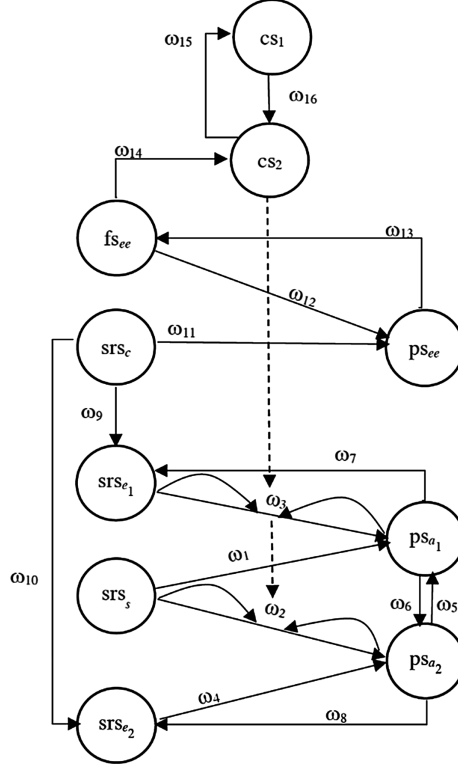 ω₁₅
cs₁
ω₁₆
ω₁₄
cs₂
fsₑₑ
ω₁₃
ω₁₂
srs꜀
ω₁₁
psₑₑ
ω₉
ω₇
srsₑ₁
ω₃
psₐ₁
ω₁
ω₁₀
srsₛ
ω₂
ω₆
ω₅
psₐ₂
ω₄
ω₈
srsₑ₂